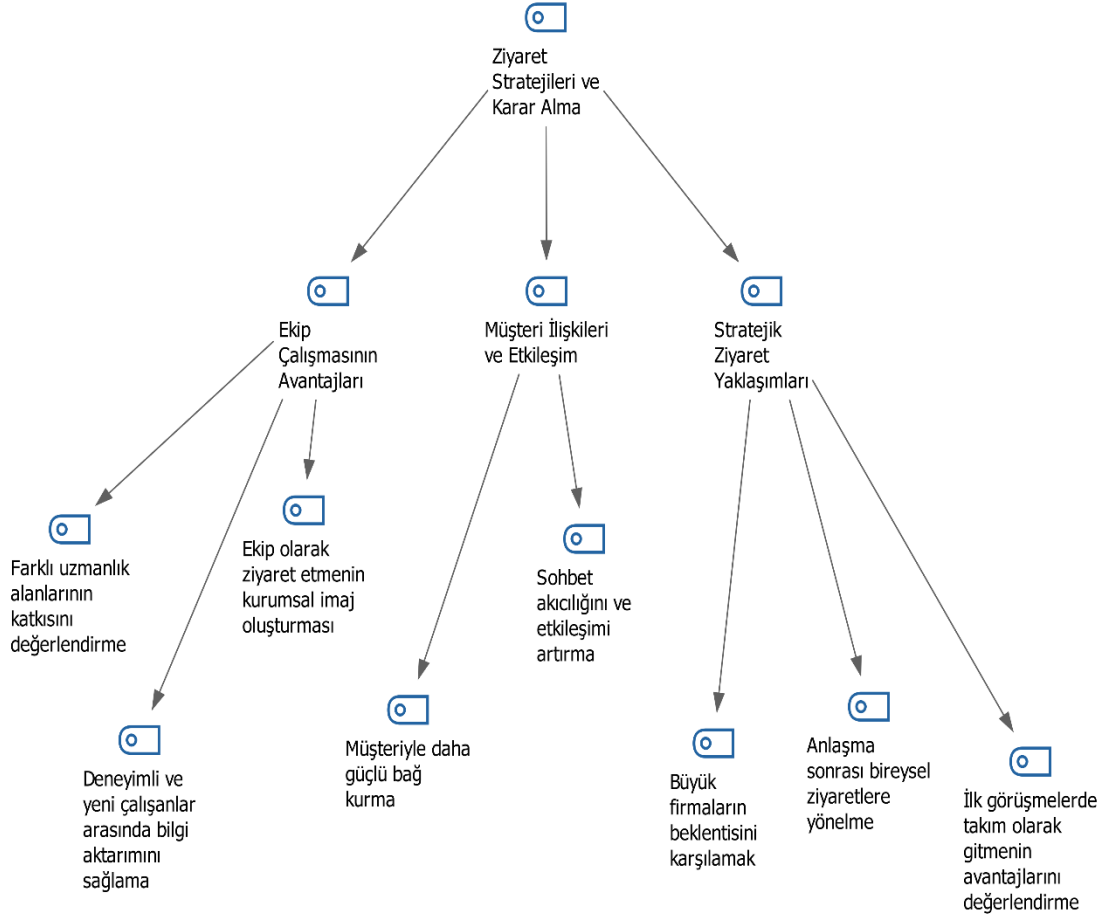 Ziyaret
Stratejileri ve
Karar Alma
Ekip
Çalışmasının
Avantajları
Müşteri İlişkileri
ve Etkileşim
Stratejik
Ziyaret
Yaklaşımları
Farklı uzmanlık
alanlarının
katkısını
değerlendirme
Ekip olarak
ziyaret etmenin
kurumsal imaj
oluşturması
Sohbet
akıcılığını ve
etkileşimi
artırma
Deneyimli ve
yeni çalışanlar
arasında bilgi
aktarımını
sağlama
Müşteriyle daha
güçlü bağ
kurma
Büyük
firmaların
beklentisini
karşılamak
Anlaşma
sonrası bireysel
ziyaretlere
yönelme
İlk görüşmelerde
takım olarak
gitmenin
avantajlarını
değerlendirme